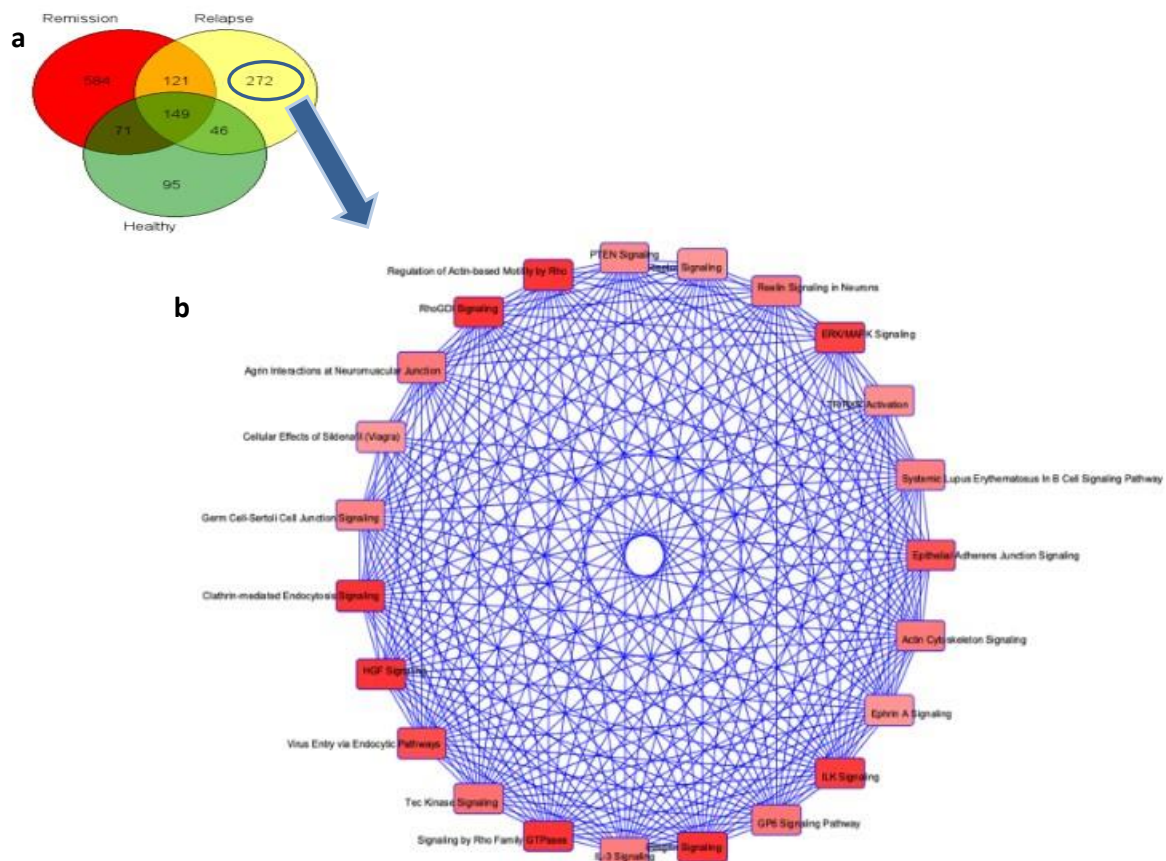 Remission Relapse
a
584 121 272
149
71 46
95
Healthy
b
PTEN Signaling
Signaling
Regulation of Actin-based Motility by Rho
Reelin Signaling in Neurons
RhoGDI Signaling
ERK/MAPK Signaling
Agrin Interactions at Neuromuscular Junction
Activation
Cellular Effects of Sildenafil (Viagra)
Systemic Lupus Erythematosus In B Cell Signaling Pathway
Germ Cell-Sertoli Cell Junction Signaling
Epithelial Adherens Junction Signaling
Clathrin-mediated Endocytosis Signaling
Actin Cytoskeleton Signaling
HGF Signaling
Ephrin A Signaling
Virus Entry via Endocytic Pathways
ILK Signaling
Tec Kinase Signaling
GP6 Signaling Pathway
Signaling by Rho Family GTPases
IL-3 Signaling
Signaling